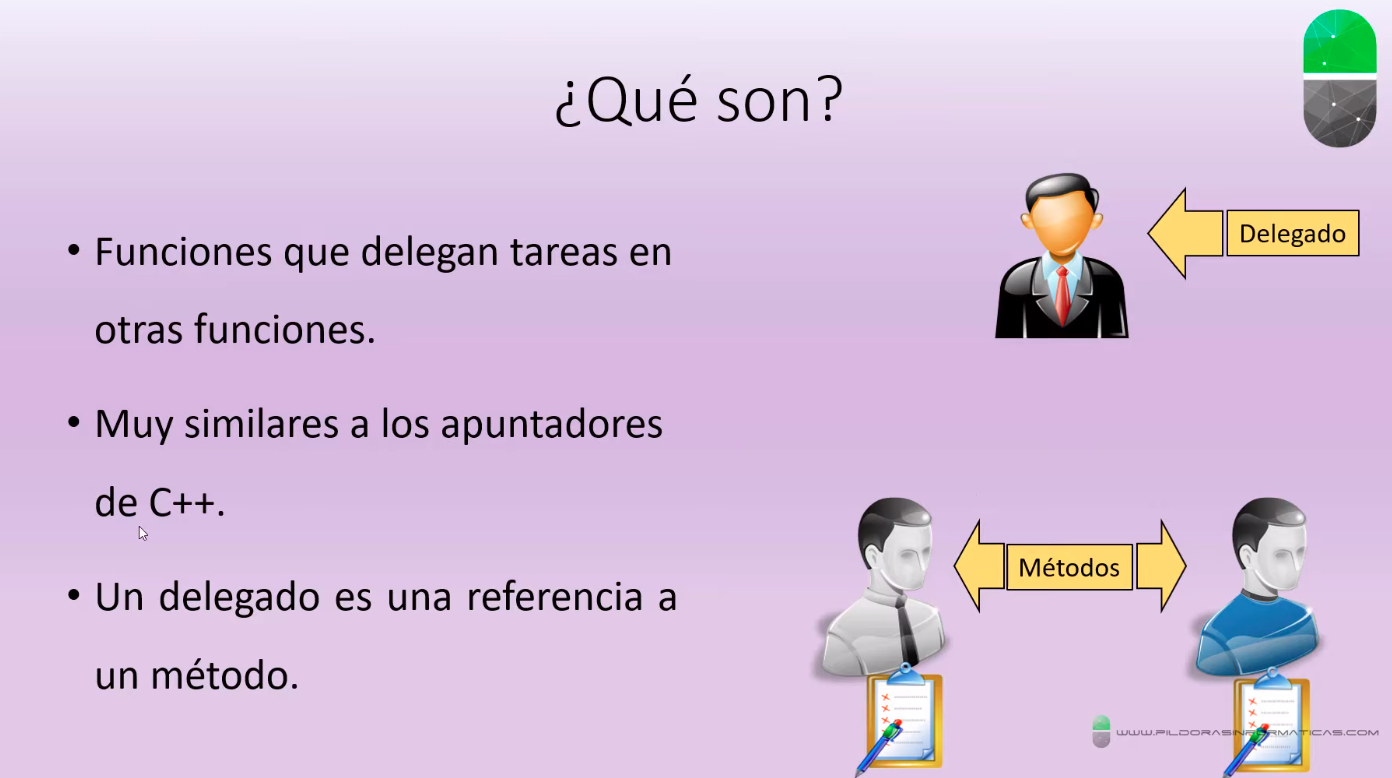 ¿Qué son?
• Funciones que delegan tareas en
otras funciones.
• Muy similares a los apuntadores
de C++.
• Un delegado es una referencia a
un método.
Delegado
Métodos
WWW.PILDORASINFORMATICAS.COM